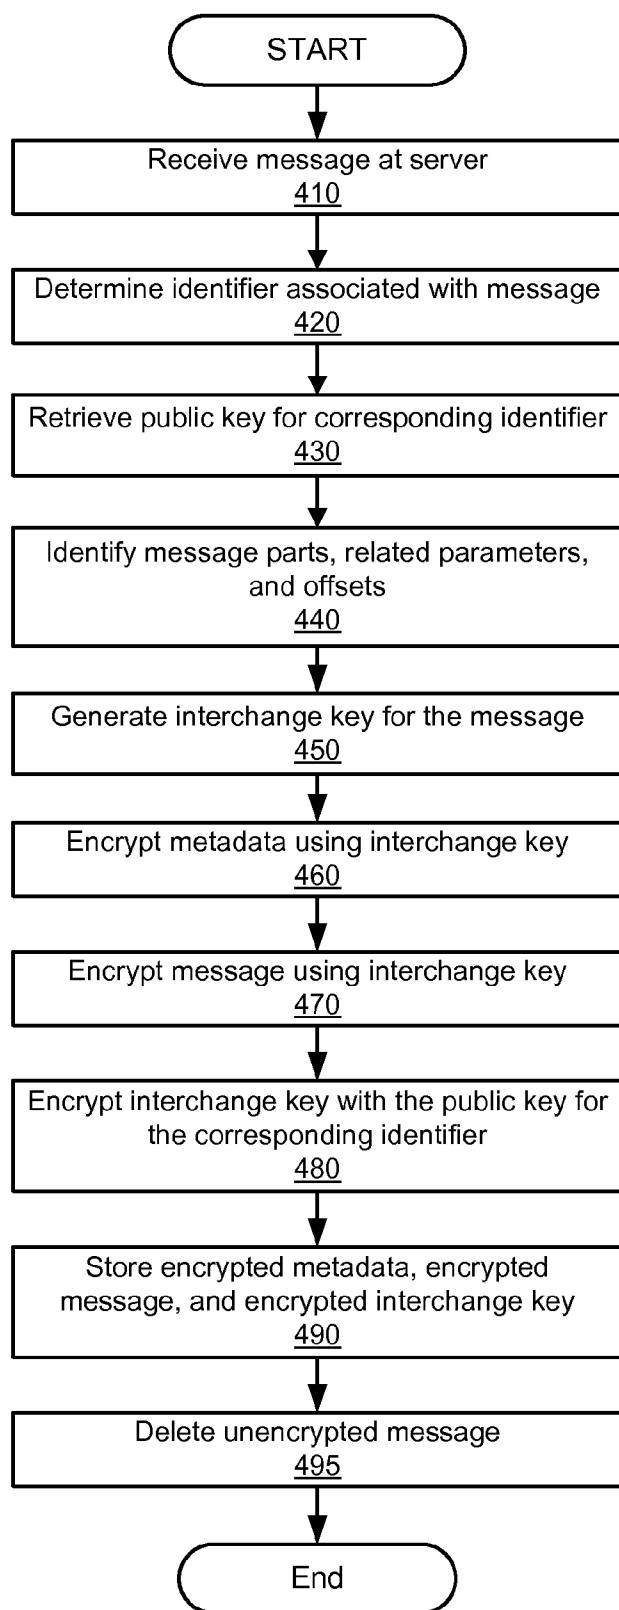 START
Receive message at server
410
Determine identifier associated with message
420
Retrieve public key for corresponding identifier
430
Identify message parts, related parameters,
and offsets
440
Generate interchange key for the message
450
Encrypt metadata using interchange key
460
Encrypt message using interchange key
470
Encrypt interchange key with the public key for
the corresponding identifier
480
Store encrypted metadata, encrypted
message, and encrypted interchange key
490
Delete unencrypted message
495
End